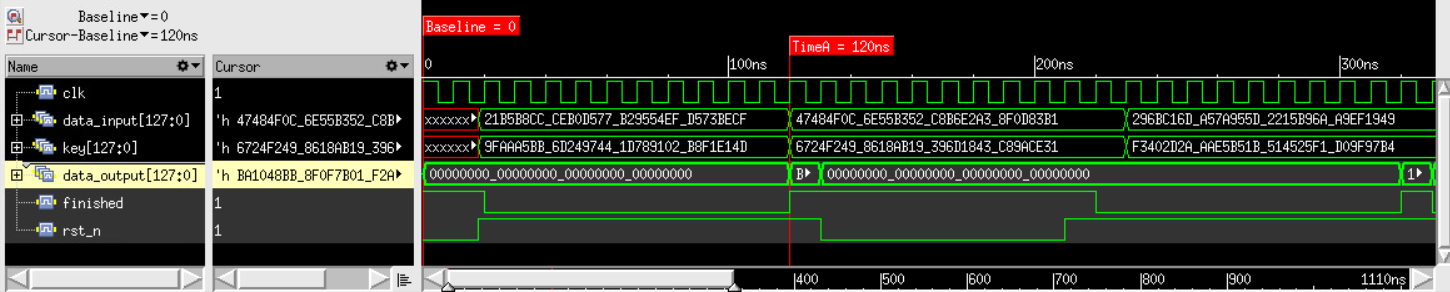 Baseline▼=0
Cursor-Baseline▼=120ns
Baseline = 0
TimeA = 120ns
Name
Cursor
0
100ns
200ns
300ns
clk
1
data_input[127:0]
'h 47484F0C_6E55B352_C8B
xxxxxx
21B5B8CC_CEB0D577_B29554EF_D573BECF
47484F0C_6E55B352_C8B6E2A3_8F0D83B1
296BC16D_A57A955D_2215B96A_A9EF1949
key[127:0]
'h 6724F249_8618AB19_396
xxxxxx
9FAAA5BB_6D249744_1D789102_B8F1E14D
6724F249_8618AB19_396D1843_C89ACE31
F3402D2A_AAE5B51B_514525F1_D09F97B4
data_output[127:0]
'h BA1048BB_8F0F7B01_F2A
00000000_00000000_00000000_00000000
B
00000000_00000000_00000000_00000000
1
finished
1
rst_n
1
400
500
600
700
800
900
1110ns